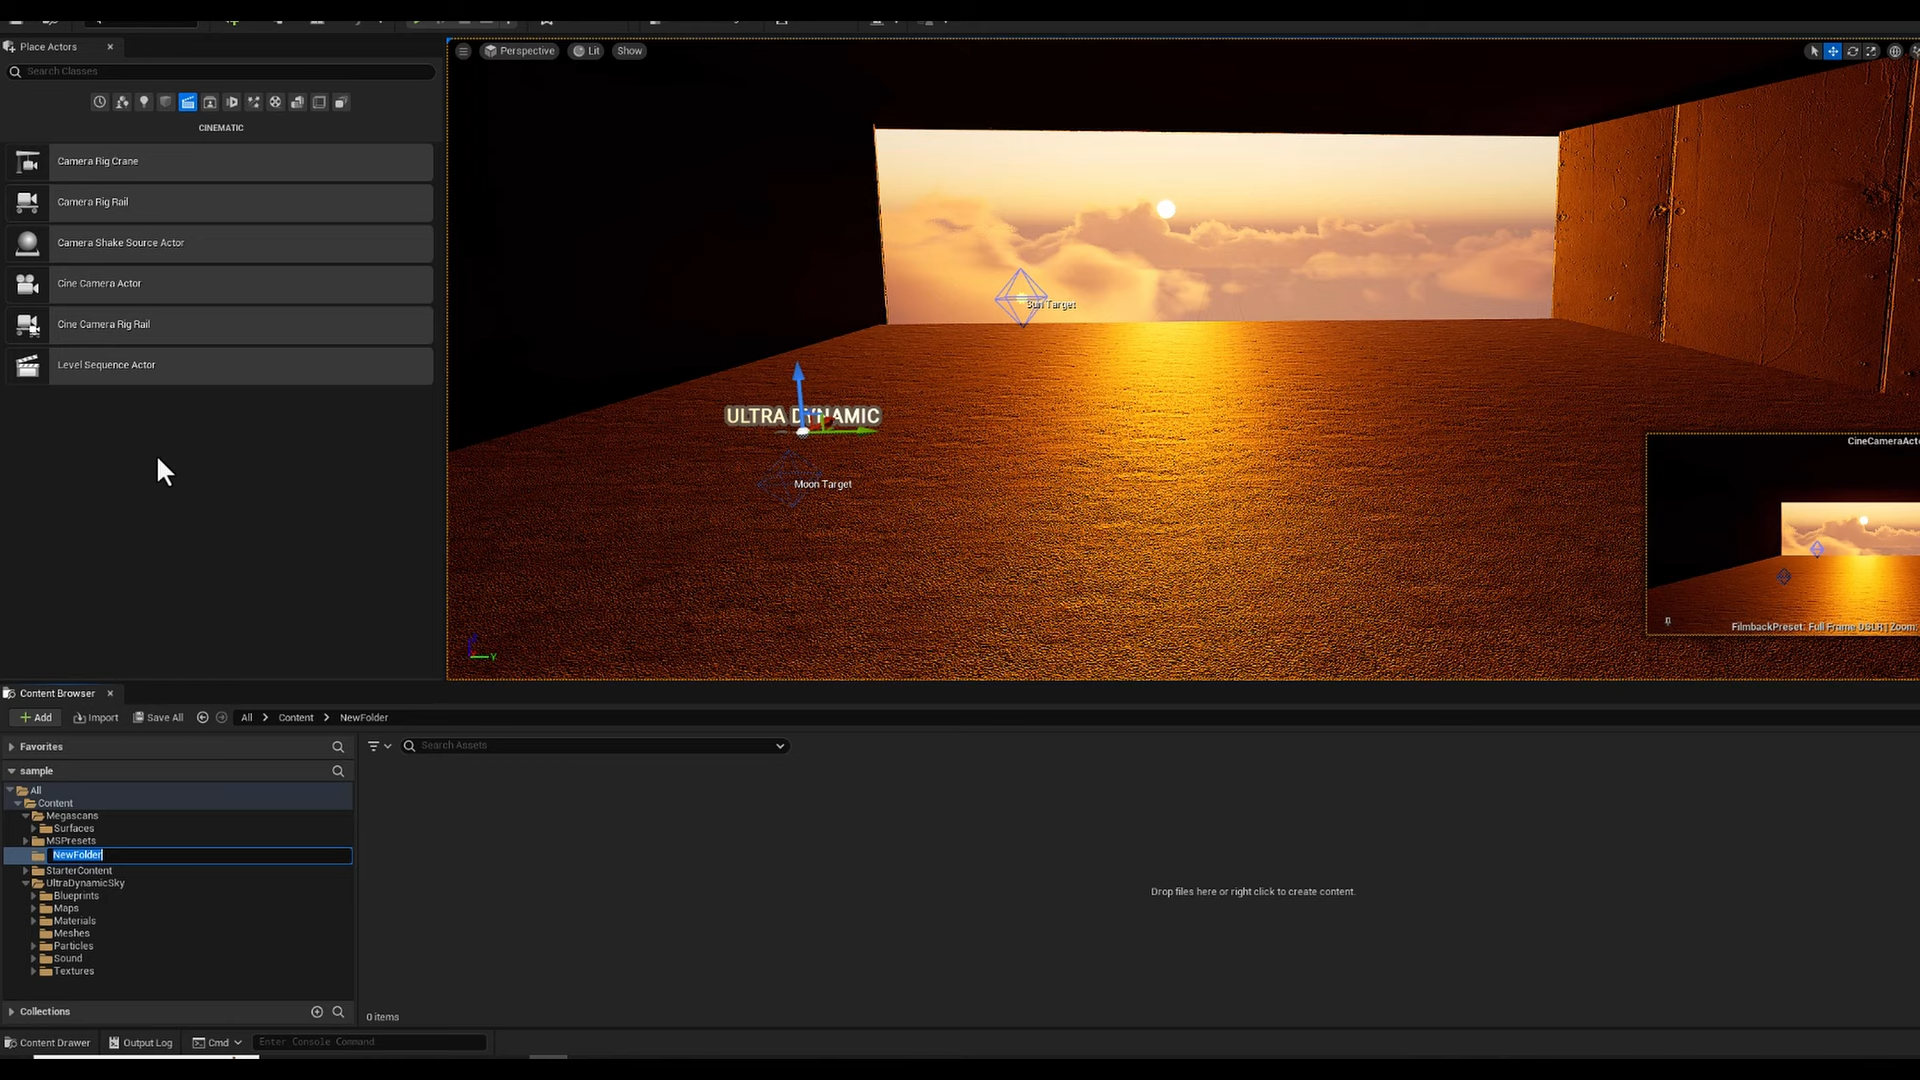 Place Actors
Search Classes
CINEMATIC
Camera Rig Crane
Camera Rig Rail
Camera Shake Source Actor
Cine Camera Actor
Cine Camera Rig Rail
Level Sequence Actor
Perspective
Lit
Show
Sun Target
ULTRA DYNAMIC
Moon Target
Y
CineCameraActo
FilmbackPreset: Full Frame DSLR | Zoom:
Content Browser
Add
Import
Save All
All
Content
NewFolder
Favorites
Search Assets
sample
All
Content
Megascans
Surfaces
MSPresets
NewFolder
StarterContent
UltraDynamicSky
Blueprints
Maps
Materials
Meshes
Particles
Sound
Textures
Drop files here or right click to create content.
Collections
0 items
Content Drawer
Output Log
Cmd
Enter Console Command